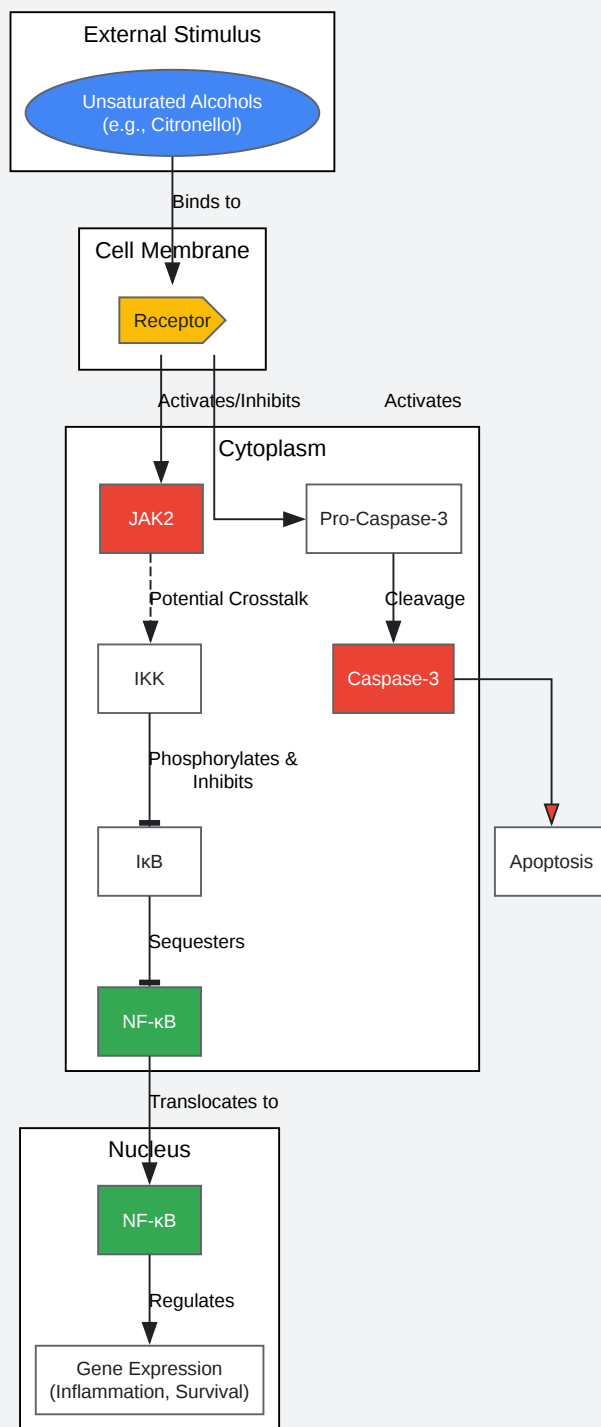 External Stimulus
Unsaturated Alcohols
(e.g., Citronellol)
Binds to
Cell Membrane
Receptor
Activates/Inhibits
Activates
Cytoplasm
JAK2
Pro-Caspase-3
Potential Crosstalk
Cleavage
IKK
Caspase-3
Phosphorylates &
Inhibits
IκB
Apoptosis
Sequesters
NF-κB
Translocates to
Nucleus
NF-κB
Regulates
Gene Expression
(Inflammation, Survival)